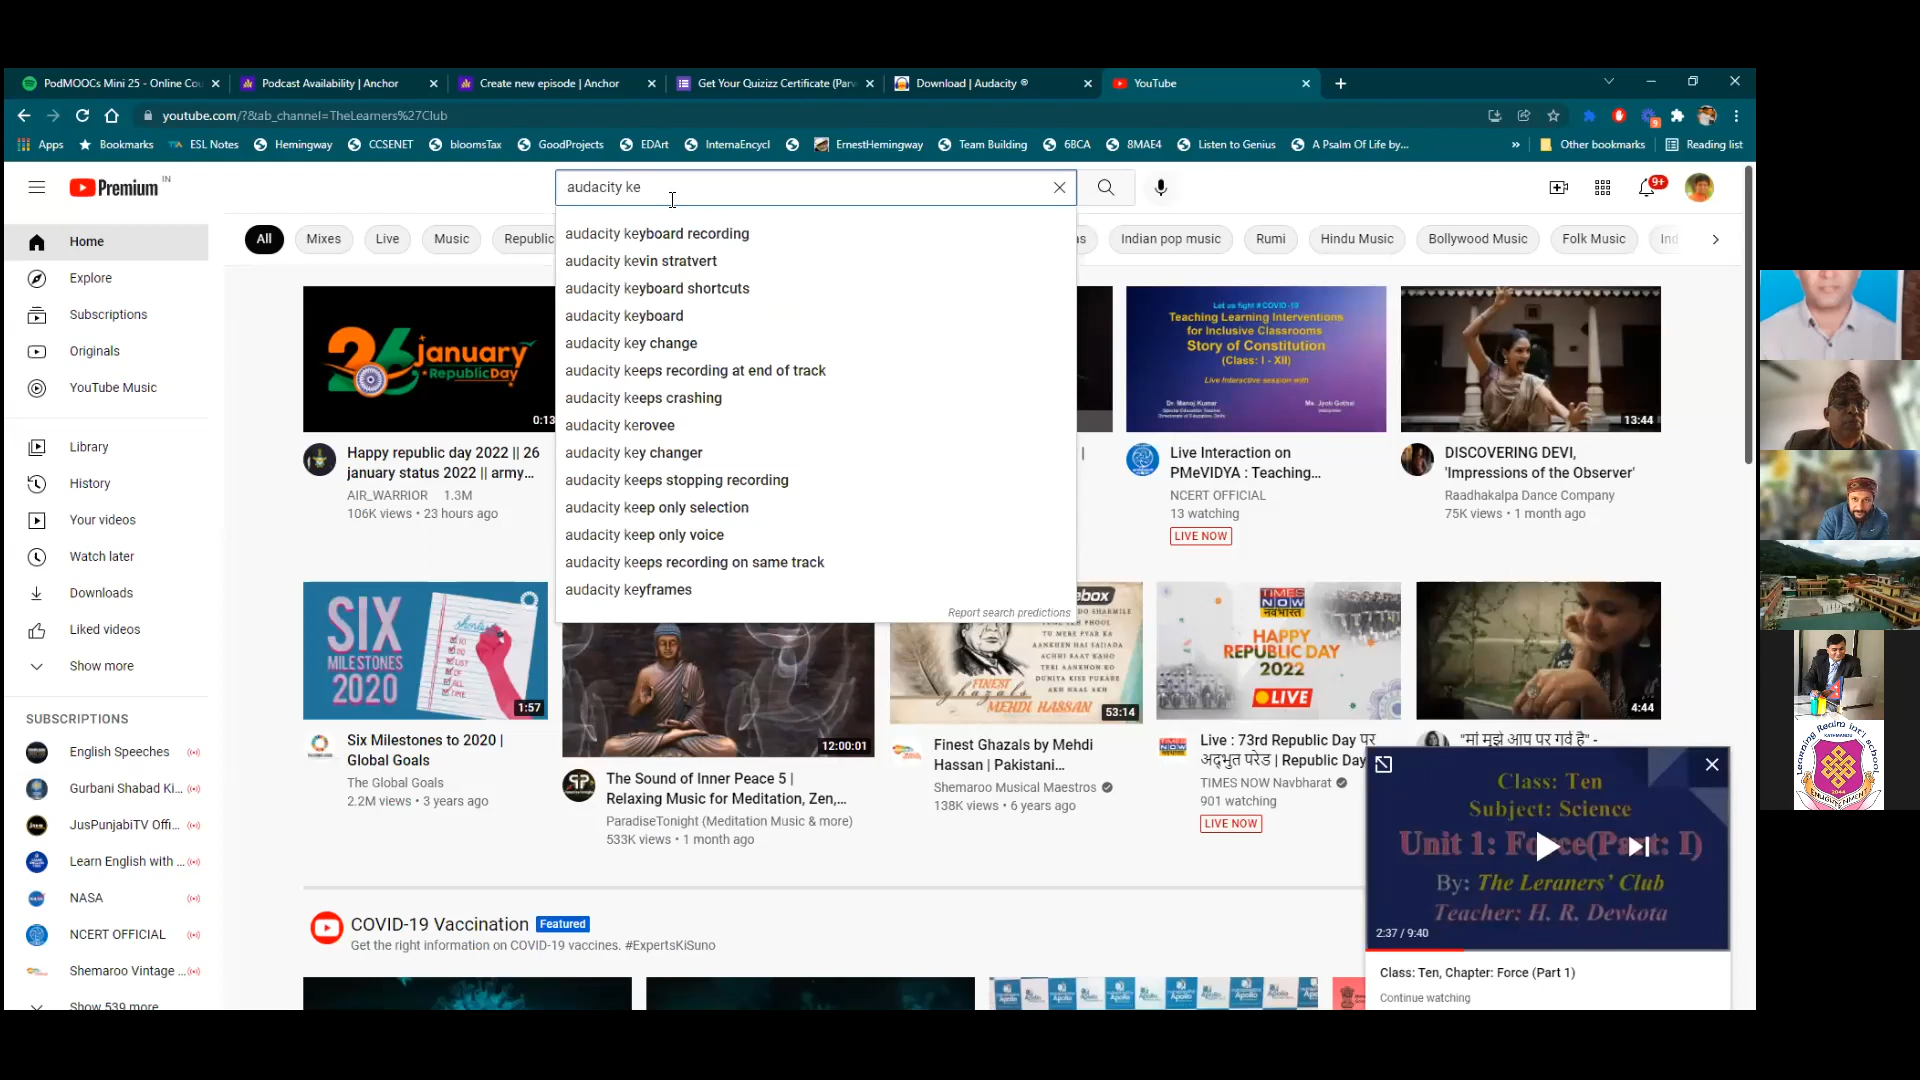 PodMOOCs Mini 25 - Online Cou
Podcast Availability | Anchor
Create new episode | Anchor
Get Your Quizizz Certificate (Parv
Download | Audacity ®
YouTube
youtube.com/?&ab_channel=TheLearners%27Club
9
Apps
Bookmarks
ESL Notes
Hemingway
CCSENET
bloomsTax
GoodProjects
EDArt
InternaEncycl
ErnestHemingway
Team Building
6BCA
8MAE4
Listen to Genius
A Psalm Of Life by...
»
Other bookmarks
Reading list
Premium IN
audacity ke
9+
Home
Explore
Subscriptions
Originals
YouTube Music
Library
History
Your videos
Watch later
Downloads
Liked videos
Show more
SUBSCRIPTIONS
English Speeches
Gurbani Shabad Ki...
JusPunjabiTV Offi...
Learn English with ...
NASA
NCERT OFFICIAL
Shemaroo Vintage ...
Show 539 more
All
Mixes
Live
Music
Republic
Indian pop music
Rumi
Hindu Music
Bollywood Music
Folk Music
Ind
audacity keyboard recording
audacity kevin stratvert
audacity keyboard shortcuts
audacity keyboard
audacity key change
audacity keeps recording at end of track
audacity keeps crashing
audacity kerovee
audacity key changer
audacity keeps stopping recording
audacity keep only selection
audacity keep only voice
audacity keeps recording on same track
audacity keyframes
Report search predictions
26 january
Republic Day
0:13
Happy republic day 2022 || 26
january status 2022 || army...
AIR_WARRIOR 1.3M
106K views • 23 hours ago
Let us fight #COVID-19
Teaching Learning Interventions
for Inclusive Classrooms
Story of Constitution
(Class: I - XII)
Live Interactive session with
Dr. Manoj Kumar
Ms. Jyoti Gothal
Live Interaction on
PMeVIDYA : Teaching...
NCERT OFFICIAL
13 watching
LIVE NOW
13:44
DISCOVERING DEVI,
'Impressions of the Observer'
Raadhakalpa Dance Company
75K views • 1 month ago
SIX
MILESTONES
2020
1:57
Six Milestones to 2020 |
Global Goals
The Global Goals
2.2M views • 3 years ago
12:00:01
The Sound of Inner Peace 5 |
Relaxing Music for Meditation, Zen,...
ParadiseTonight (Meditation Music & more)
533K views • 1 month ago
FINEST
ghazals
MEHDI HASSAN
53:14
Finest Ghazals by Mehdi
Hassan | Pakistani...
Shemaroo Musical Maestros
138K views • 6 years ago
TIMES
NOW
नवभारत
HAPPY
REPUBLIC DAY
2022
LIVE
Live : 73rd Republic Day पर
अद्भुत परेड | Republic Day
TIMES NOW Navbharat
901 watching
LIVE NOW
4:44
"मां मुझे आप पर गर्व है" -
COVID-19 Vaccination
Featured
Get the right information on COVID-19 vaccines. #ExpertsKiSuno
Class: Ten
Subject: Science
Unit 1: Force(Part: I)
By: The Leraners' Club
Teacher: H. R. Devkota
2:37 / 9:40
Class: Ten, Chapter: Force (Part 1)
Continue watching
Learning Realm Int'l School
KATHMANDU